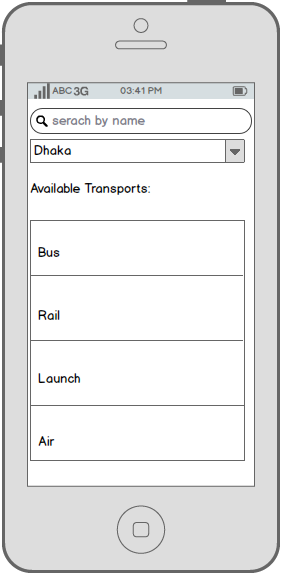 ABC 3G 03:41 PM
serach by name
Dhaka
Available Transports:
Bus
Rail
Launch
Air